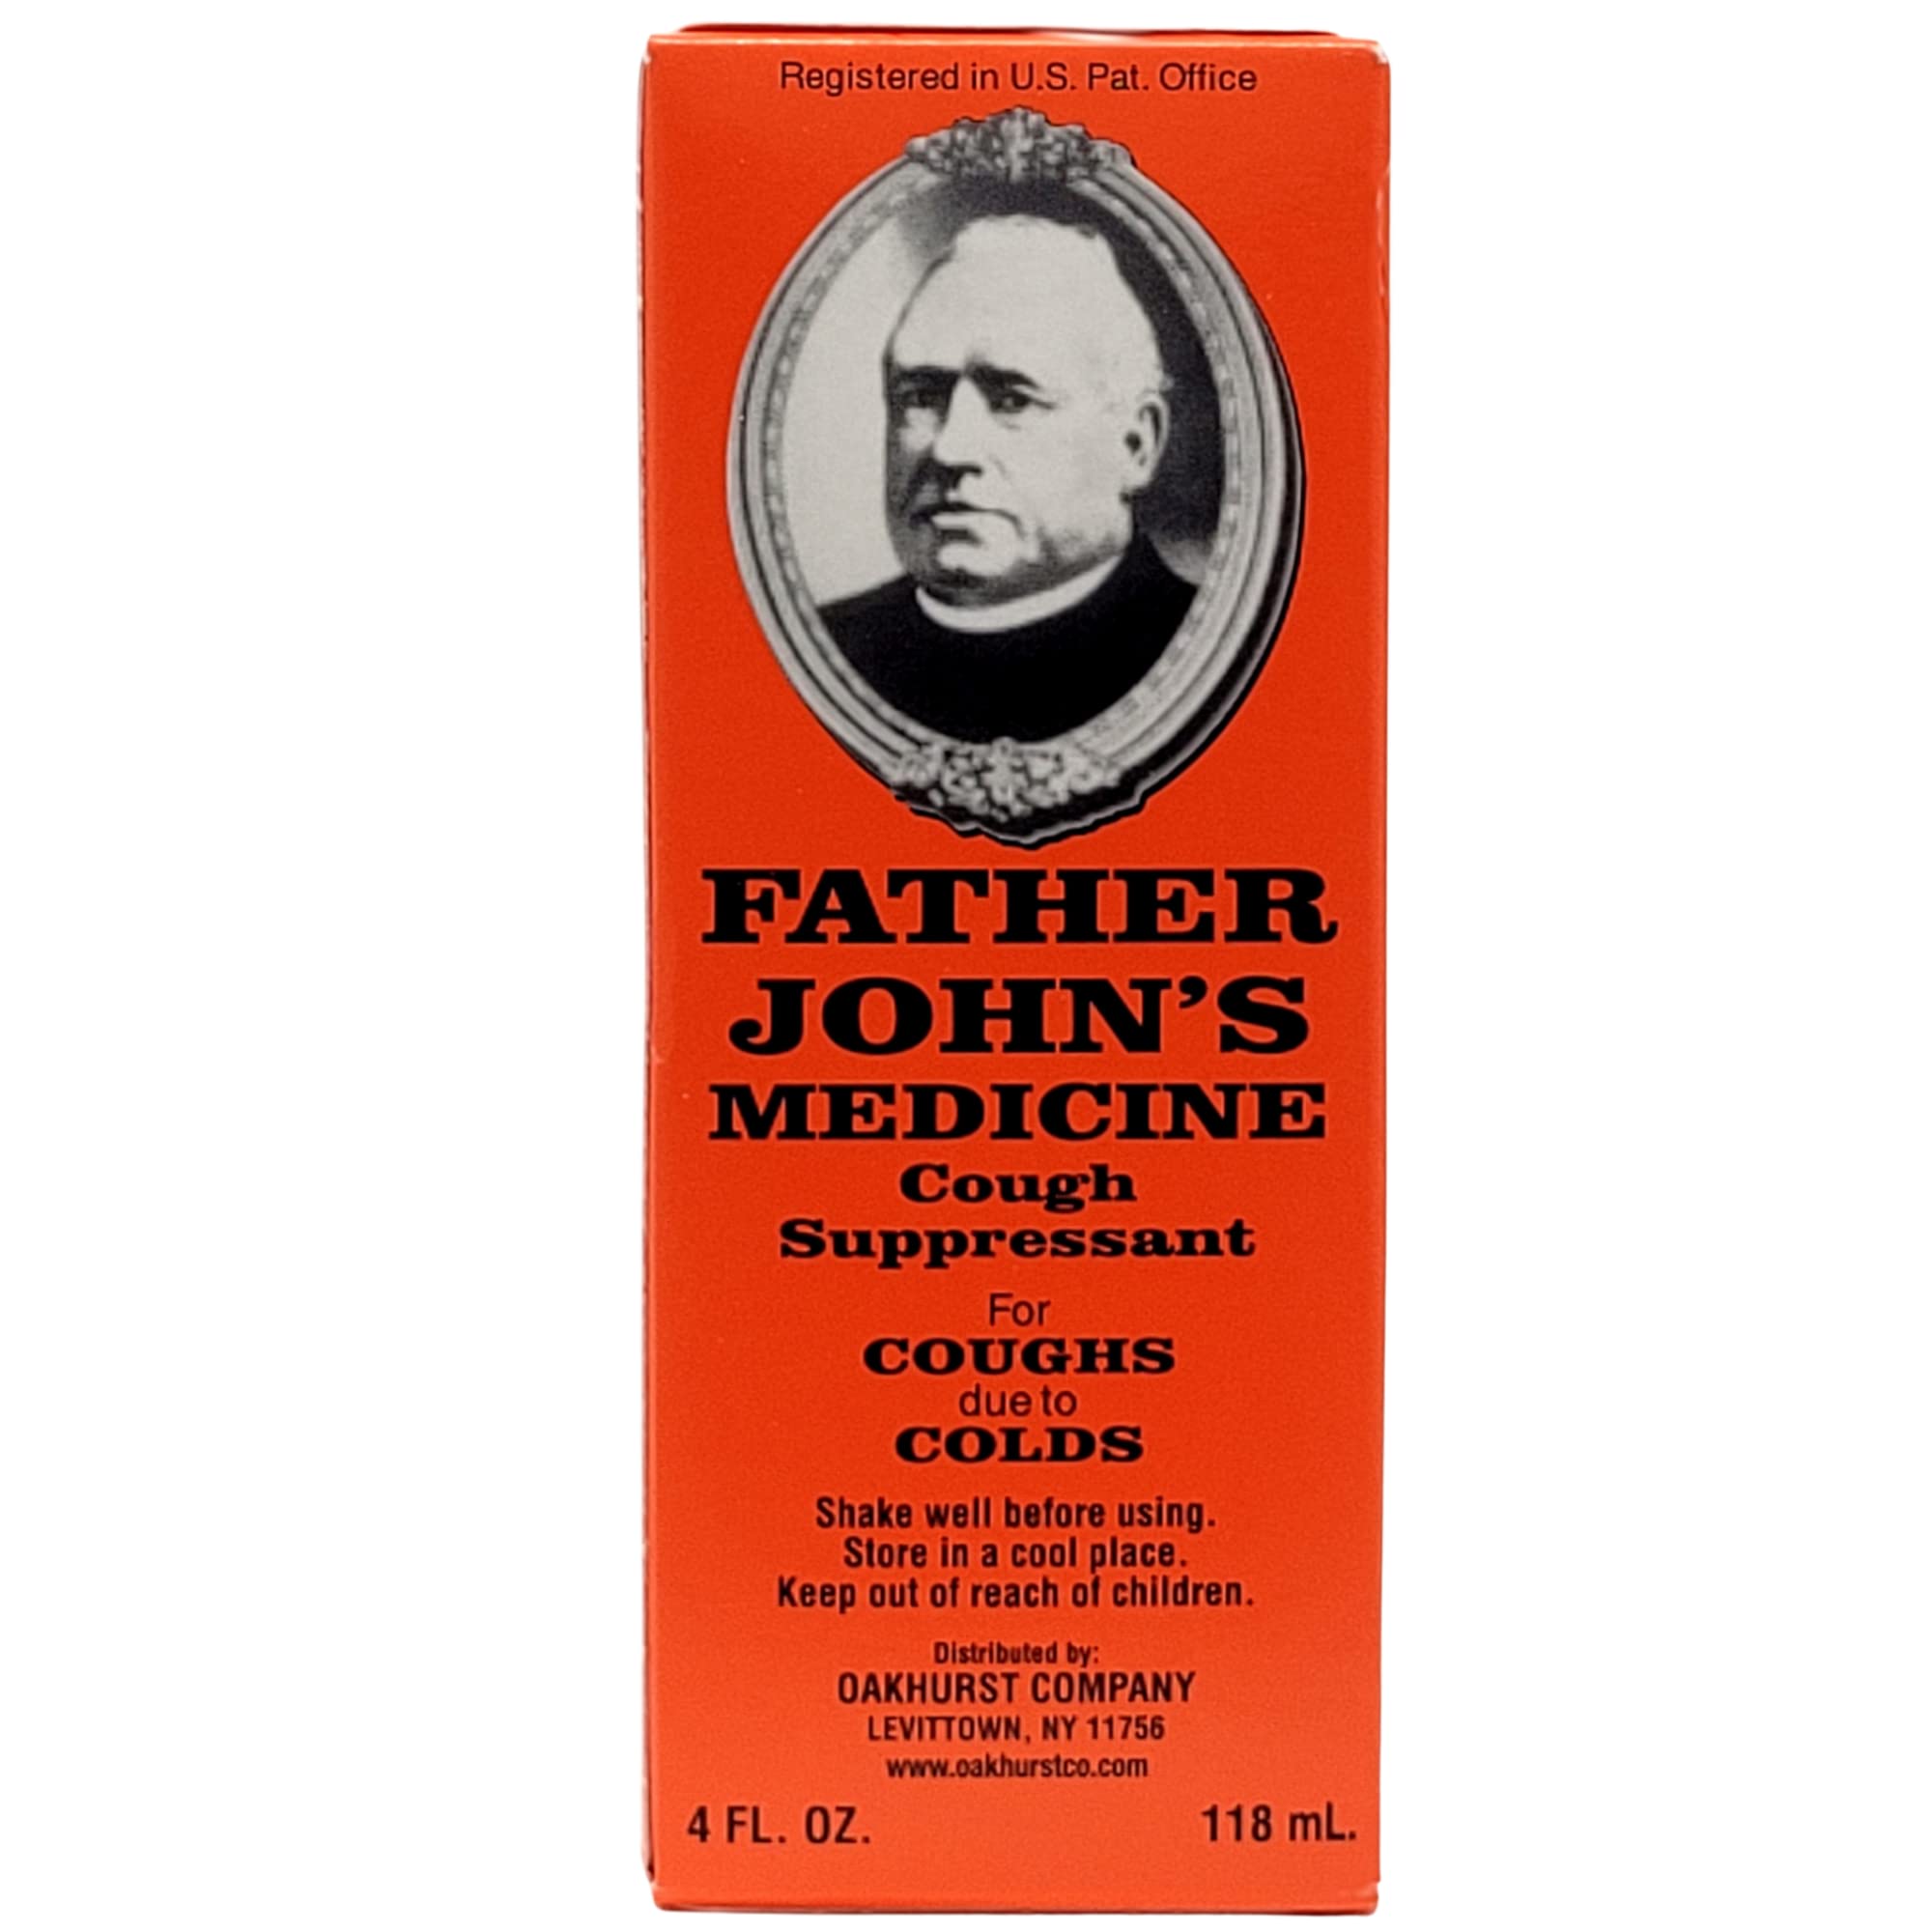 Registered in U.S. Pat. Office
FATHER
JOHN'S
MEDICINE
Cough
Suppressant
For
COUGHS
due to
COLDS
Shake well before using.
Store in a cool place.
Keep out of reach of children.
Distributed by:
OAKHURST COMPANY
LEVITTOWN, NY 11756
www.oakhurstco.com
4 FL. OZ. 118 mL.